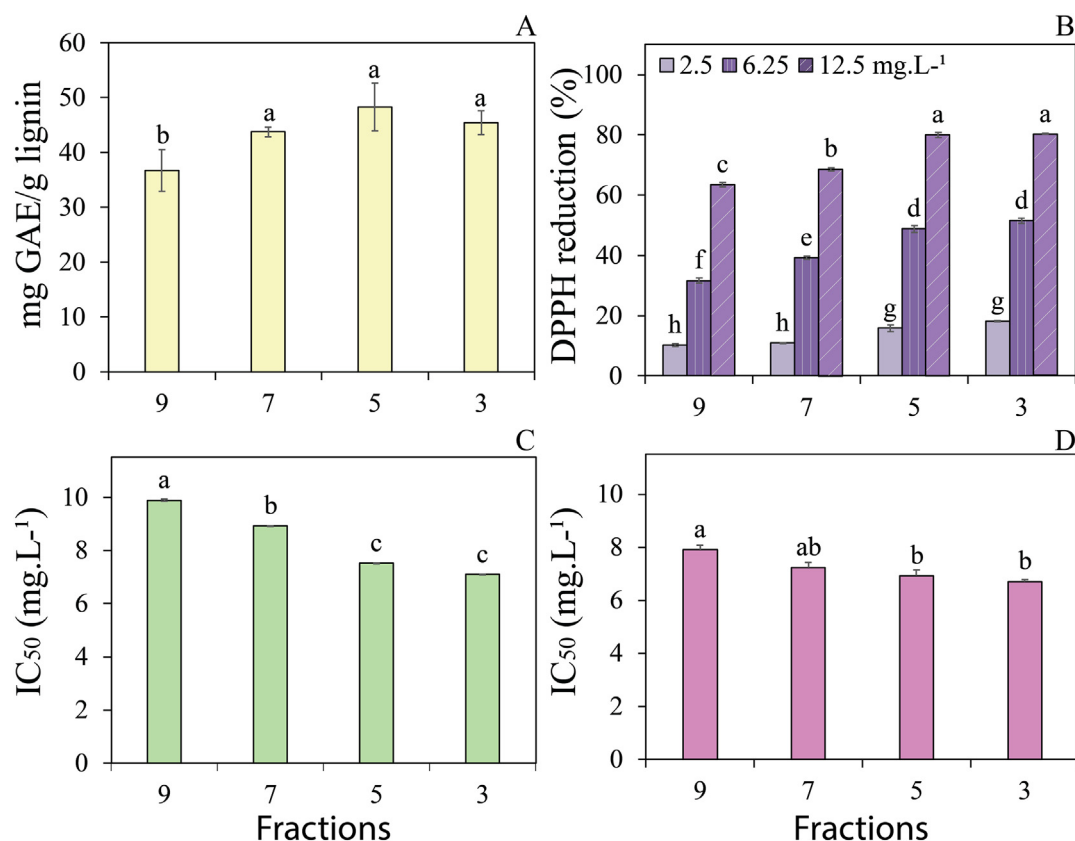 A
mg GAE/g lignin
60
50
40
30
20
10
0
b
a
a
a
9
7
5
3
B
DPPH reduction (%)
2.5 6.25 12.5 mg.L-¹
100
80
60
40
20
0
h
f
c
h
e
b
g
d
a
g
d
a
9
7
5
3
C
IC₅₀ (mg.L-¹)
10
8
6
4
2
0
a
b
c
c
9
7
5
3
Fractions
D
IC₅₀ (mg.L-¹)
10
8
6
4
2
0
a
ab
b
b
9
7
5
3
Fractions